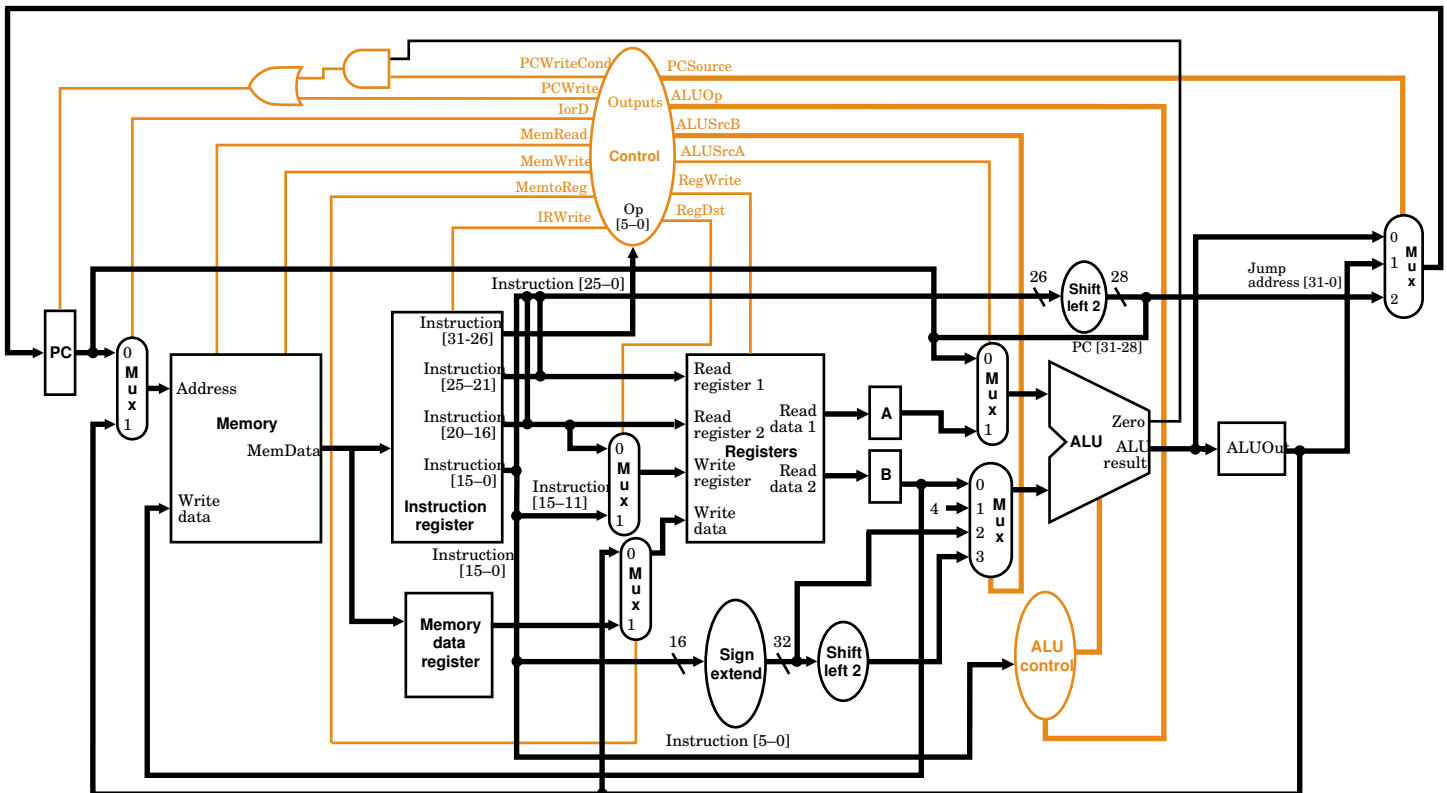 PCWriteCond
PCSource
PCWrite
ALUOp
Outputs
IorD
ALUSrcB
MemRead
Control
ALUSrcA
MemWrite
RegWrite
MemtoReg
Op
[5–0]
RegDst
IRWrite
Instruction [25–0]
26
Shift
left 2
28
Jump
address [31-0]
0
1
2
M
u
x
PC [31-28]
PC
0
M
u
x
1
Address
Memory
MemData
Write
data
Instruction
[31-26]
Instruction
[25–21]
Instruction
[20–16]
Instruction
[15–0]
Instruction
register
Instruction
[15–11]
Instruction
[15–0]
0
M
u
x
1
0
M
u
x
1
Read
register 1
Read
register 2
Registers
Write
register
Write
data
Read
data 1
Read
data 2
A
B
0
M
u
x
1
4
0
1
2
3
M
u
x
Zero
ALU
ALU
result
ALUOut
Memory
data
register
16
Sign
extend
32
Shift
left 2
ALU
control
Instruction [5–0]